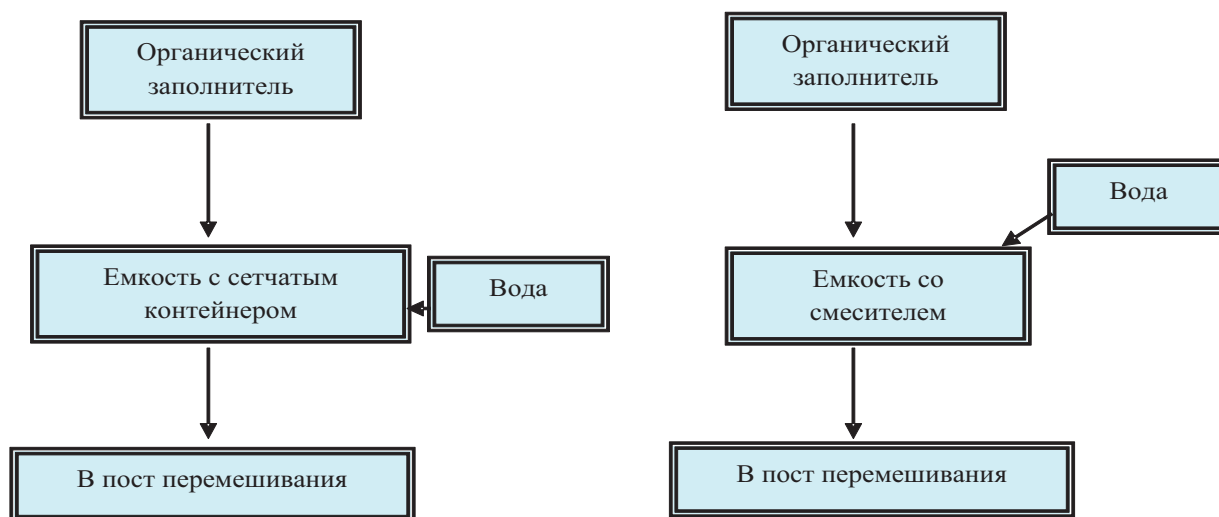 Органический
заполнитель
Емкость с сетчатым
контейнером
Вода
В пост перемешивания
Органический
заполнитель
Вода
Емкость со
смесителем
В пост перемешивания